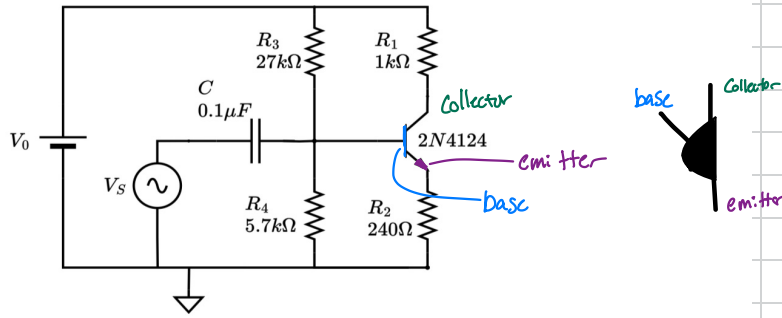 R3
27kΩ
R1
1kΩ
C
0.1μF
Collector
V0
2N4124
emitter
VS
R4
5.7kΩ
R2
240Ω
base
base
Collector
emitter